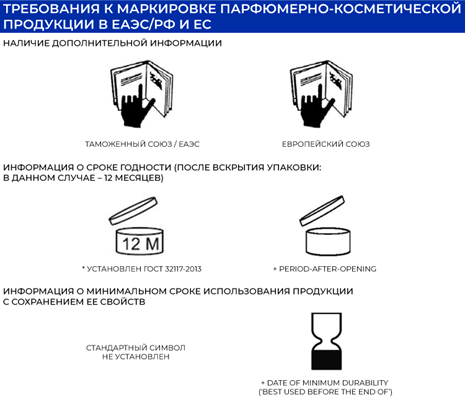 ТРЕБОВАНИЯ К МАРКИРОВКЕ ПАРФЮМЕРНО-КОСМЕТИЧЕСКОЙ
ПРОДУКЦИИ В ЕАЭС/РФ И ЕС
НАЛИЧИЕ ДОПОЛНИТЕЛЬНОЙ ИНФОРМАЦИИ
ТАМОЖЕННЫЙ СОЮЗ / ЕАЭС
ЕВРОПЕЙСКИЙ СОЮЗ
ИНФОРМАЦИЯ О СРОКЕ ГОДНОСТИ (ПОСЛЕ ВСКРЫТИЯ УПАКОВКИ:
В ДАННОМ СЛУЧАЕ – 12 МЕСЯЦЕВ)
12 М
* УСТАНОВЛЕН ГОСТ 32117-2013
+ PERIOD-AFTER-OPENING
ИНФОРМАЦИЯ О МИНИМАЛЬНОМ СРОКЕ ИСПОЛЬЗОВАНИЯ ПРОДУКЦИИ
С СОХРАНЕНИЕМ ЕЕ СВОЙСТВ
СТАНДАРТНЫЙ СИМВОЛ
НЕ УСТАНОВЛЕН
+ DATE OF MINIMUM DURABILITY
('BEST USED BEFORE THE END OF')